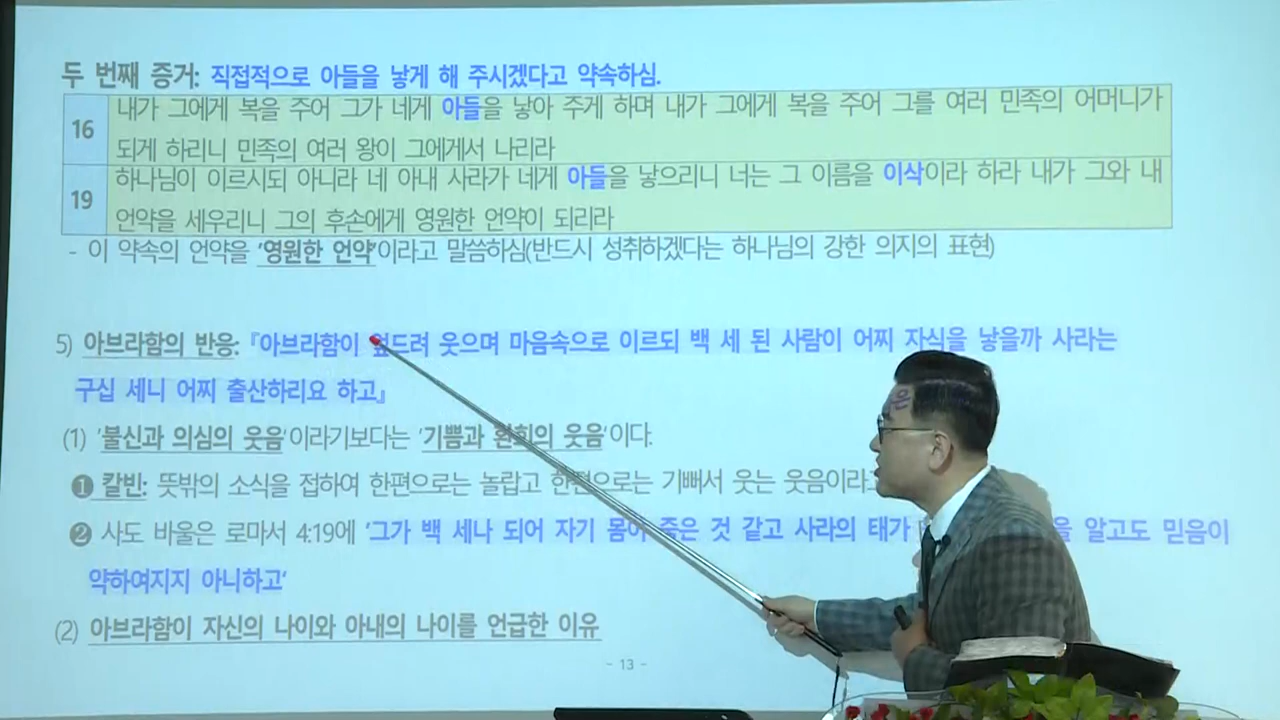 두 번째 증거: 직접적으로 아들을 낳게 해 주시겠다고 약속하심.
16 내가 그에게 복을 주어 그가 네게 아들을 낳아 주게 하며 내가 그에게 복을 주어 그를 여러 민족의 어머니가
되게 하리니 민족의 여러 왕이 그에게서 나리라
19 하나님이 이르시되 아니라 네 아내 사라가 네게 아들을 낳으리니 너는 그 이름을 이삭이라 하라 내가 그와 내
언약을 세우리니 그의 후손에게 영원한 언약이 되리라
- 이 약속의 언약을 '영원한 언약'이라고 말씀하심(반드시 성취하겠다는 하나님의 강한 의지의 표현)
5) 아브라함의 반응: 『아브라함이 엎드려 웃으며 마음속으로 이르되 백 세 된 사람이 어찌 자식을 낳을까 사라는
구십 세니 어찌 출산하리요 하고』
(1) '불신과 의심의 웃음'이라기보다는 '기쁨과 환희의 웃음'이다.
❶ 칼빈: 뜻밖의 소식을 접하여 한편으로는 놀랍고 한편으로는 기뻐서 웃는 웃음이라
❷ 사도 바울은 로마서 4:19에 '그가 백 세나 되어 자기 몸이 죽은 것 같고 사라의 태가 을 알고도 믿음이
약하여지지 아니하고'
(2) 아브라함이 자신의 나이와 아내의 나이를 언급한 이유
- 13 -